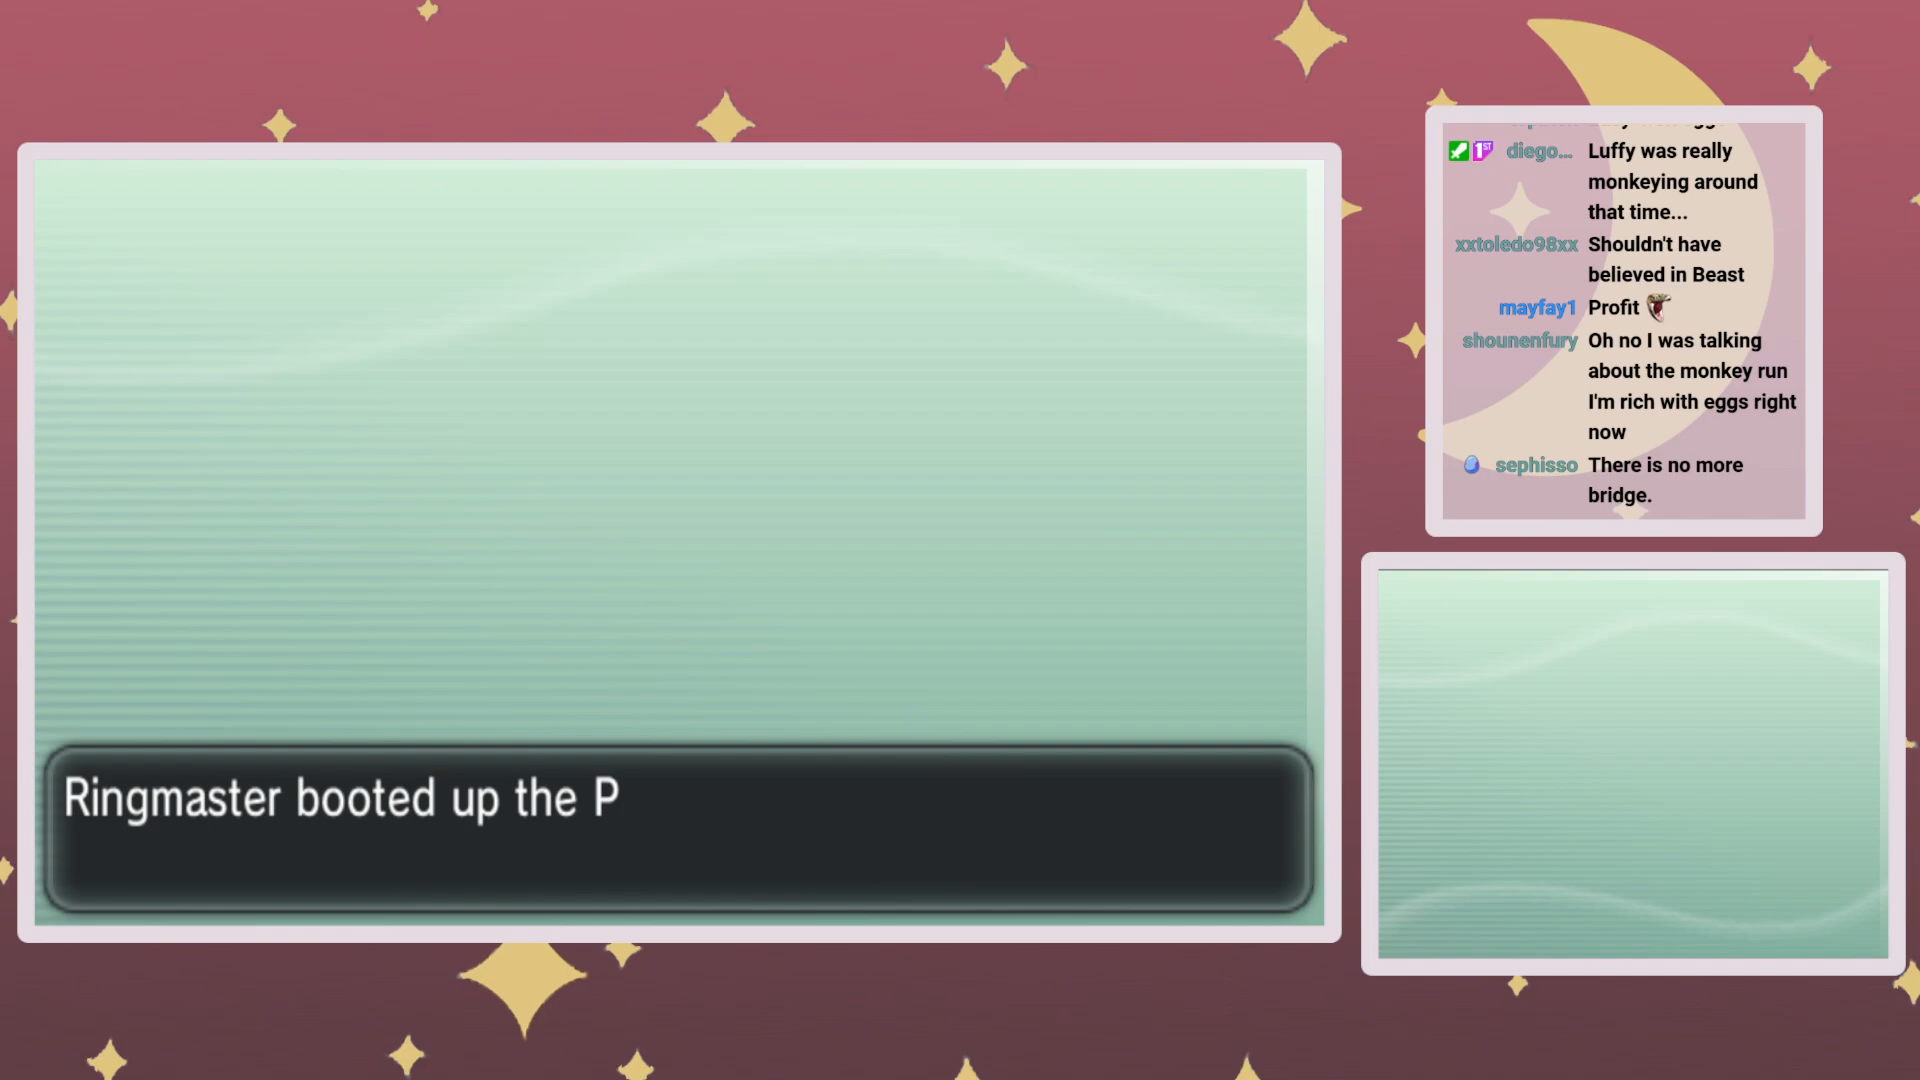 Ringmaster booted up the P
diego... Luffy was really
monkeying around
that time...
xxtoledo98xx Shouldn't have
believed in Beast
mayfay1 Profit
shounenfury Oh no I was talking
about the monkey run
I'm rich with eggs right
now
sephisso There is no more
bridge.